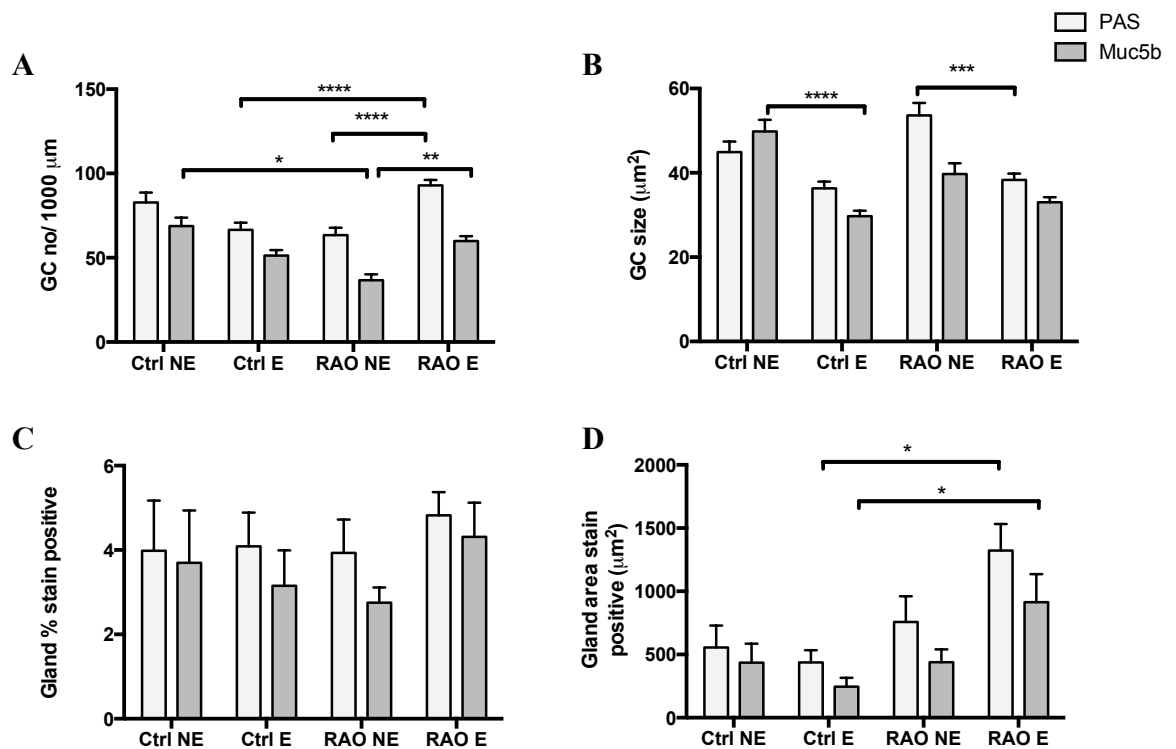 PAS
Muc5b
A
GC no/ 1000 μm
150
100
50
0
****
****
*
**
Ctrl NE
Ctrl E
RAO NE
RAO E
B
GC size (μm²)
60
40
20
0
****
***
Ctrl NE
Ctrl E
RAO NE
RAO E
C
Gland % stain positive
6
4
2
0
Ctrl NE
Ctrl E
RAO NE
RAO E
D
Gland area stain
positive (μm²)
2000
1500
1000
500
0
*
*
Ctrl NE
Ctrl E
RAO NE
RAO E